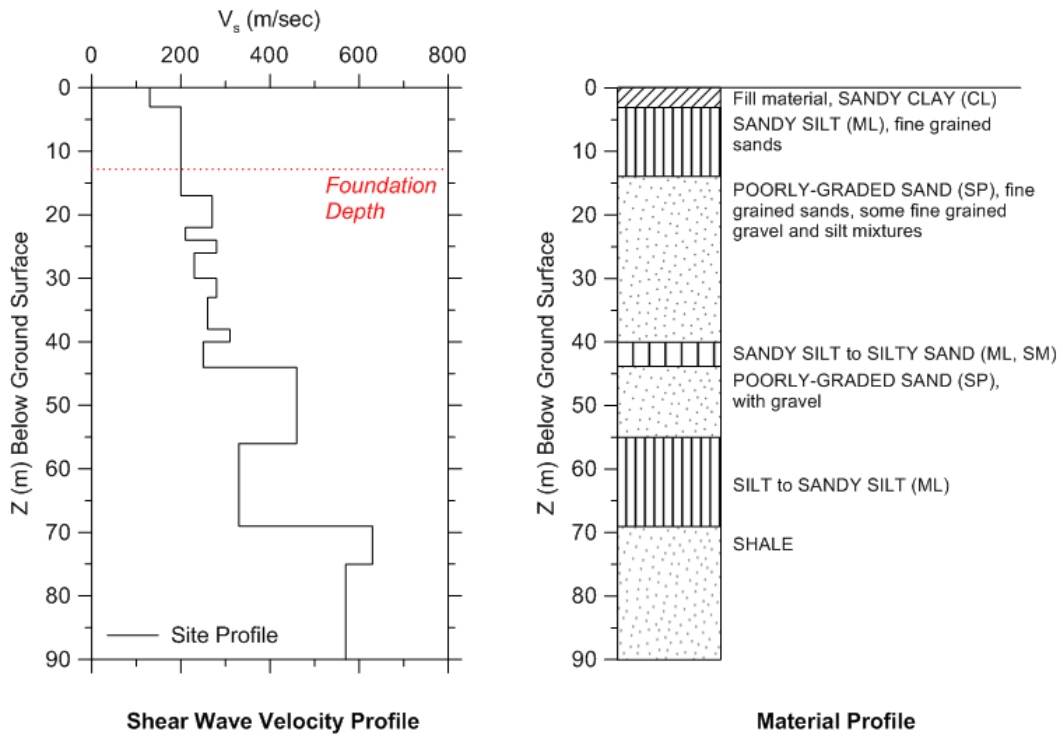 V_s (m/sec)
0 200 400 600 800
0
10
20
30
40
50
60
70
80
90
Z (m) Below Ground Surface
Foundation
Depth
Site Profile
Shear Wave Velocity Profile
0
10
20
30
40
50
60
70
80
90
Z (m) Below Ground Surface
Fill material, SANDY CLAY (CL)
SANDY SILT (ML), fine grained
sands
POORLY-GRADED SAND (SP), fine
grained sands, some fine grained
gravel and silt mixtures
SANDY SILT to SILTY SAND (ML, SM)
POORLY-GRADED SAND (SP),
with gravel
SILT to SANDY SILT (ML)
SHALE
Material Profile